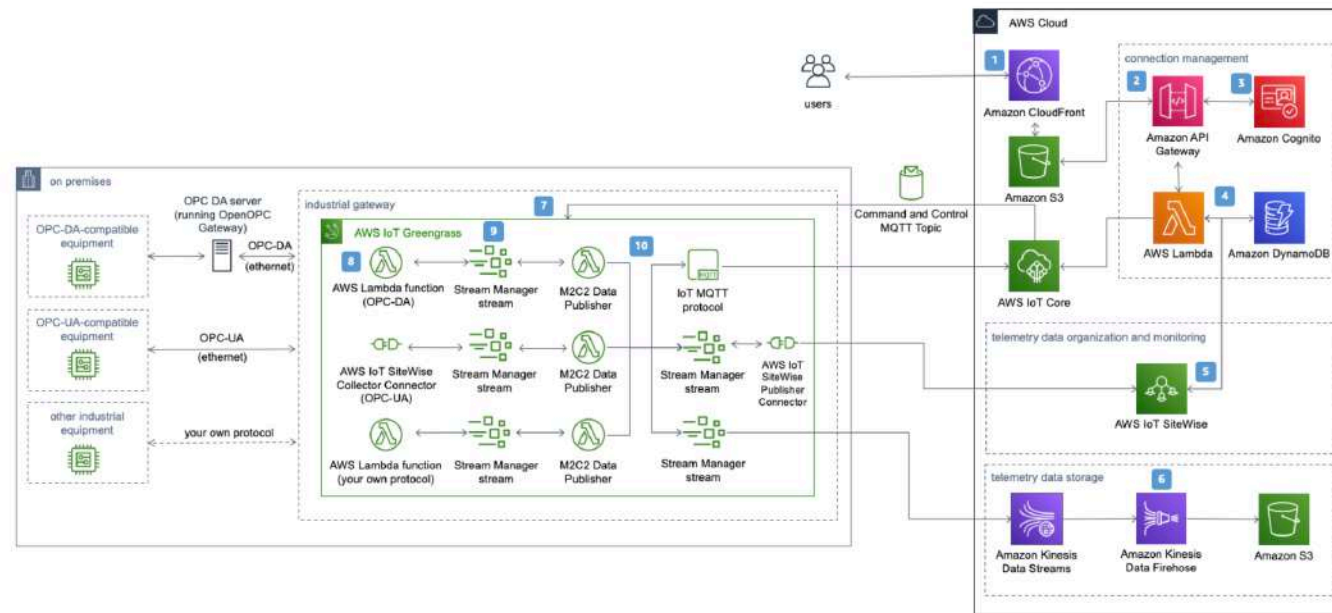 AWS Cloud
users
1
Amazon CloudFront
Amazon S3
connection management
2
Amazon API
Gateway
3
Amazon Cognito
4
AWS Lambda
Amazon DynamoDB
Command and Control
MQTT Topic
AWS IoT Core
on premises
OPC-DA-compatible
equipment
OPC DA server
(running OpenOPC
Gateway)
OPC-DA
(ethernet)
OPC-UA-compatible
equipment
OPC-UA
(ethernet)
other industrial
equipment
your own protocol
industrial gateway
7
AWS IoT Greengrass
8
AWS Lambda function
(OPC-DA)
9
Stream Manager
stream
M2C2 Data
Publisher
10
MQTT
IoT MQTT
protocol
AWS IoT SiteWise
Collector Connector
(OPC-UA)
Stream Manager
stream
M2C2 Data
Publisher
Stream Manager
stream
AWS IoT
SiteWise
Publisher
Connector
AWS Lambda function
(your own protocol)
Stream Manager
stream
M2C2 Data
Publisher
Stream Manager
stream
telemetry data organization and monitoring
5
AWS IoT SiteWise
telemetry data storage
6
Amazon Kinesis
Data Streams
Amazon Kinesis
Data Firehose
Amazon S3